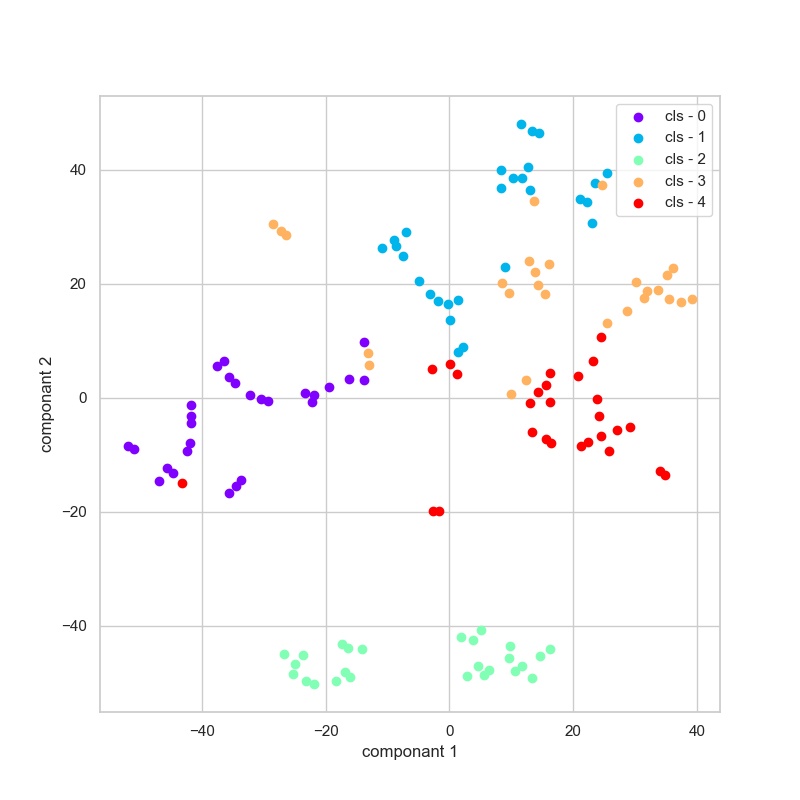 cls - 0
cls - 1
cls - 2
cls - 3
cls - 4
40
20
0
−20
−40
−40
−20
0
20
40
componant 2
componant 1